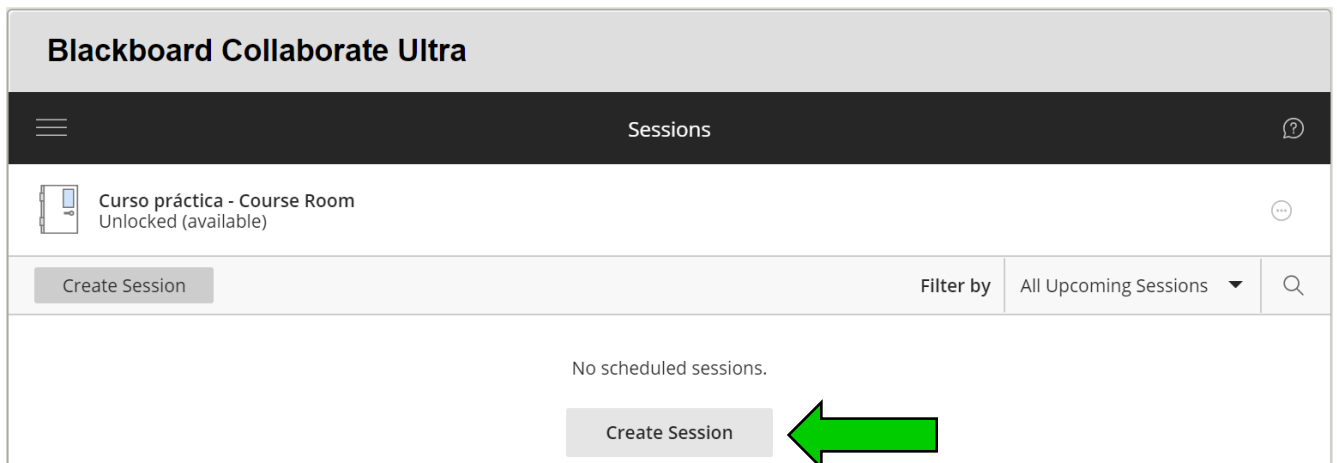 Blackboard Collaborate Ultra
Sessions
Curso práctica - Course Room
Unlocked (available)
Create Session
Filter by
All Upcoming Sessions
No scheduled sessions.
Create Session